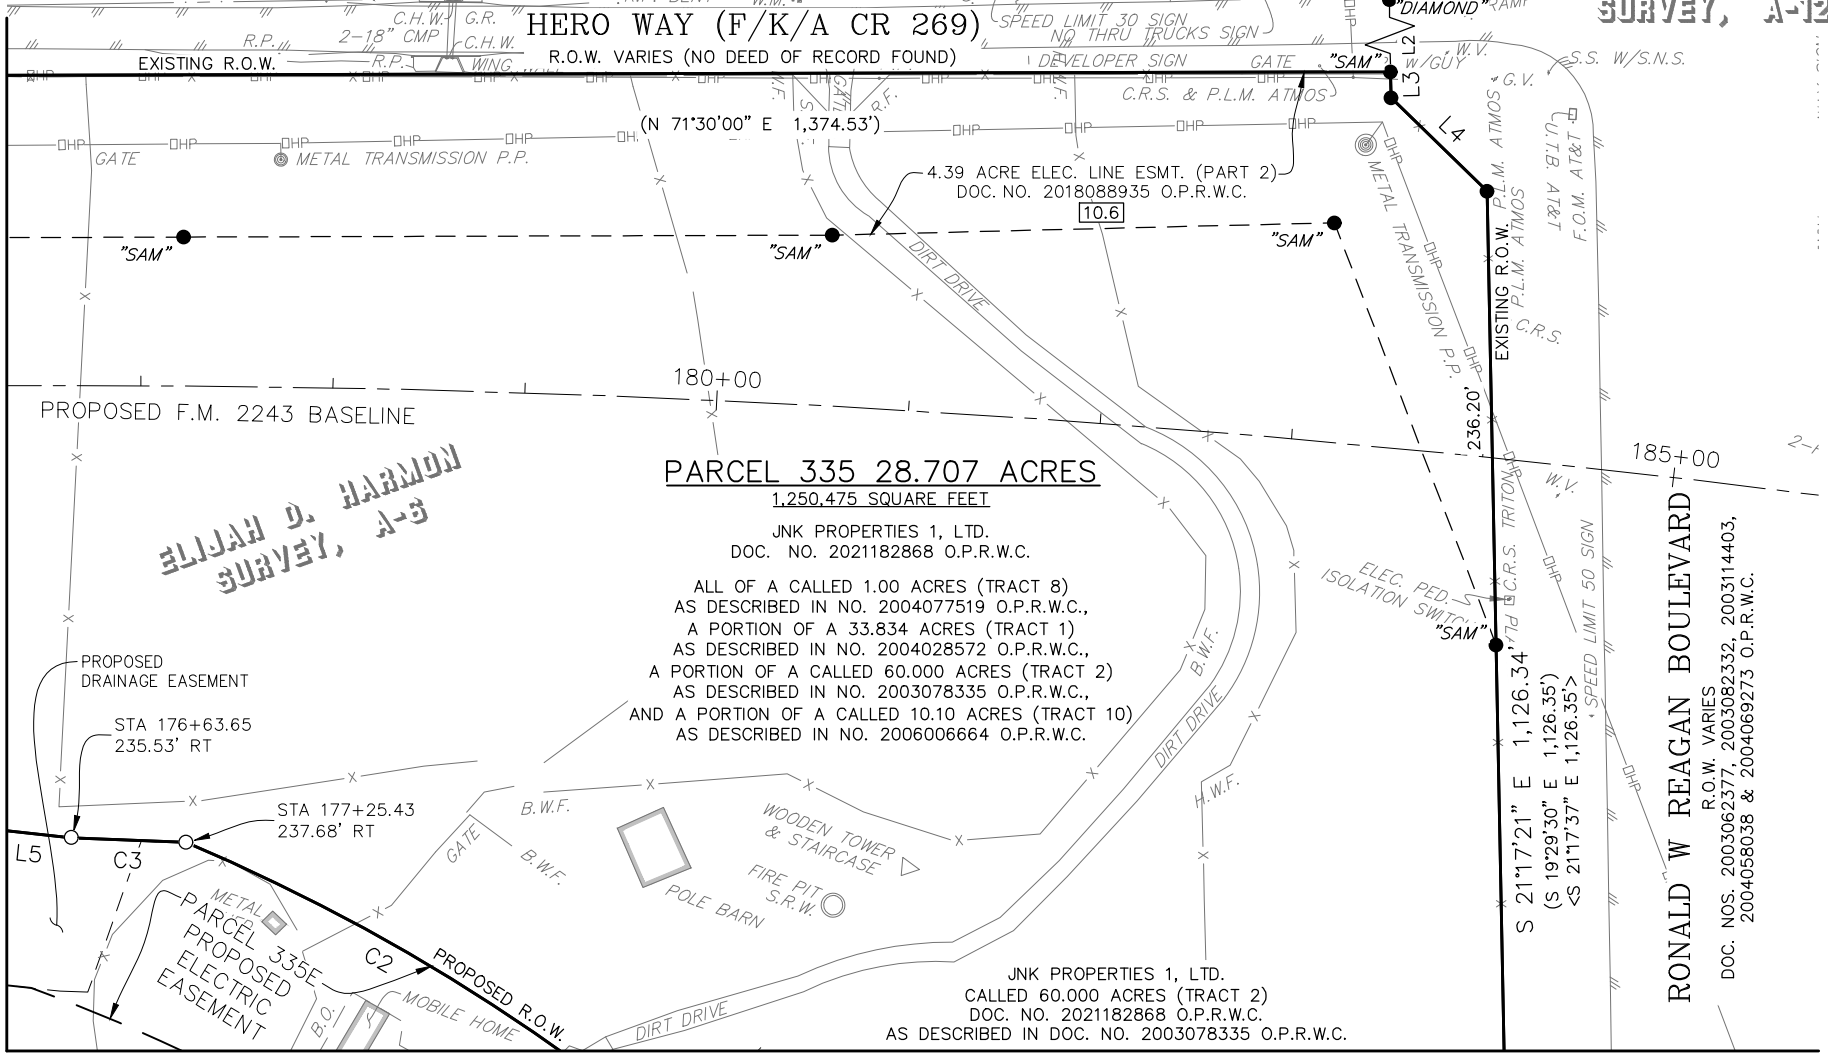 C.H.W.
G.R.
W.M.
HERO WAY (F/K/A CR 269)
SPEED LIMIT 30 SIGN
NO THRU TRUCKS SIGN
"DIAMOND"
RAMP
SURVEY, A-12
R.P.
2-18" CMP
C.H.W.
EXISTING R.O.W.
R.P.
WING
R.O.W. VARIES (NO DEED OF RECORD FOUND)
DEVELOPER SIGN
GATE
"SAM"
L2
W.V.
W/GUY
S.S. W/S.N.S.
L3
G.V.
C.R.S. & P.L.M. ATMOS
R.F.
(N 71°30'00" E 1,374.53')
L4
P.L.M. ATMOS
U.T.B. AT&T
F.O.M. AT&T
GATE
METAL TRANSMISSION P.P.
OHP
4.39 ACRE ELEC. LINE ESMT. (PART 2)
DOC. NO. 2018088935 O.P.R.W.C.
10.6
METAL TRANSMISSION P.P.
"SAM"
"SAM"
"SAM"
DIRT DRIVE
EXISTING R.O.W.
P.L.M. ATMOS
C.R.S.
180+00
PROPOSED F.M. 2243 BASELINE
236.20'
185+00
W.V.
ELIJAH D. HARMON
SURVEY, A-6
PARCEL 335 28.707 ACRES
1,250,475 SQUARE FEET
JNK PROPERTIES 1, LTD.
DOC. NO. 2021182868 O.P.R.W.C.
ALL OF A CALLED 1.00 ACRES (TRACT 8)
AS DESCRIBED IN NO. 2004077519 O.P.R.W.C.,
A PORTION OF A 33.834 ACRES (TRACT 1)
AS DESCRIBED IN NO. 2004028572 O.P.R.W.C.,
A PORTION OF A CALLED 60.000 ACRES (TRACT 2)
AS DESCRIBED IN NO. 2003078335 O.P.R.W.C.,
AND A PORTION OF A CALLED 10.10 ACRES (TRACT 10)
AS DESCRIBED IN NO. 2006006664 O.P.R.W.C.
ELEC. PED.
ISOLATION
C.R.S. TRITON
"SAM"
SPEED LIMIT 50 SIGN
B.W.F.
DIRT DRIVE
PROPOSED
DRAINAGE EASEMENT
STA 176+63.65
235.53' RT
STA 177+25.43
237.68' RT
L5
C3
B.W.F.
GATE
B.W.F.
WOODEN TOWER
& STAIRCASE
FIRE PIT
S.R.W.
POLE BARN
H.W.F.
S 21°17'21" E 1,126.34'
(S 19°29'30" E 1,126.35')
<S 21°17'37" E 1,126.35'>
RONALD W REAGAN BOULEVARD
R.O.W. VARIES
DOC. NOS. 2003062377, 2003082332, 2003114403,
2004058038 & 2004069273 O.P.R.W.C.
METAL
PARCEL 335E
PROPOSED
ELECTRIC
EASEMENT
C2
PROPOSED R.O.W.
B.O.
MOBILE HOME
DIRT DRIVE
JNK PROPERTIES 1, LTD.
CALLED 60.000 ACRES (TRACT 2)
DOC. NO. 2021182868 O.P.R.W.C.
AS DESCRIBED IN DOC. NO. 2003078335 O.P.R.W.C.